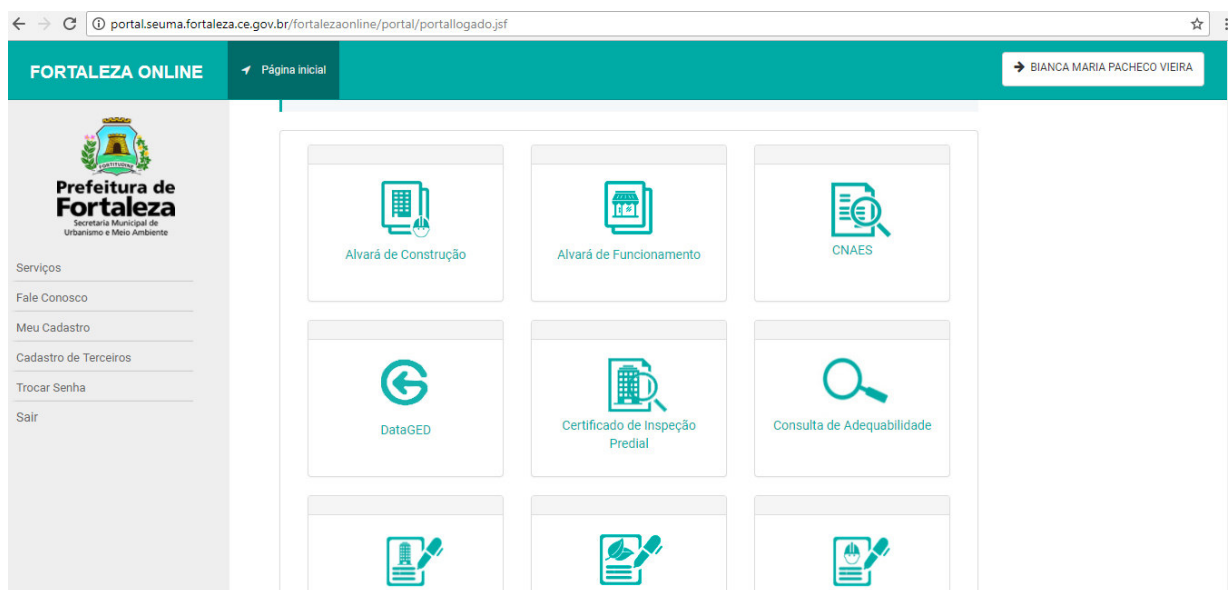 portal.seuma.fortaleza.ce.gov.br/fortalezaonline/portal/portallogado.jsf
FORTALEZA ONLINE
Página inicial
BIANCA MARIA PACHECO VIEIRA
FORTITUDINE
Prefeitura de
Fortaleza
Secretaria Municipal de
Urbanismo e Meio Ambiente
Serviços
Fale Conosco
Meu Cadastro
Cadastro de Terceiros
Trocar Senha
Sair
Alvará de Construção
Alvará de Funcionamento
CNAES
DataGED
Certificado de Inspeção
Predial
Consulta de Adequabilidade